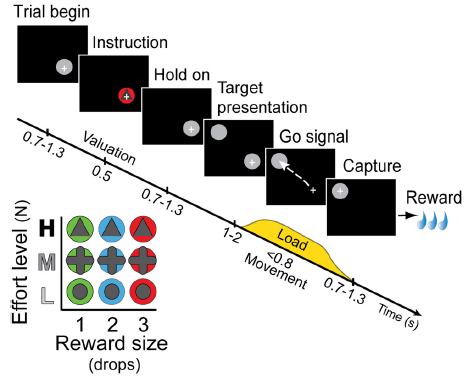 Trial begin
Instruction
Hold on
Target
presentation
Go signal
Capture
Reward
0.7-1.3
Valuation
0.5
0.7-1.3
1-2
Load
<0.8
Movement
0.7-1.3
Time (s)
Effort level (N)
H
M
L
1 2 3
Reward size
(drops)